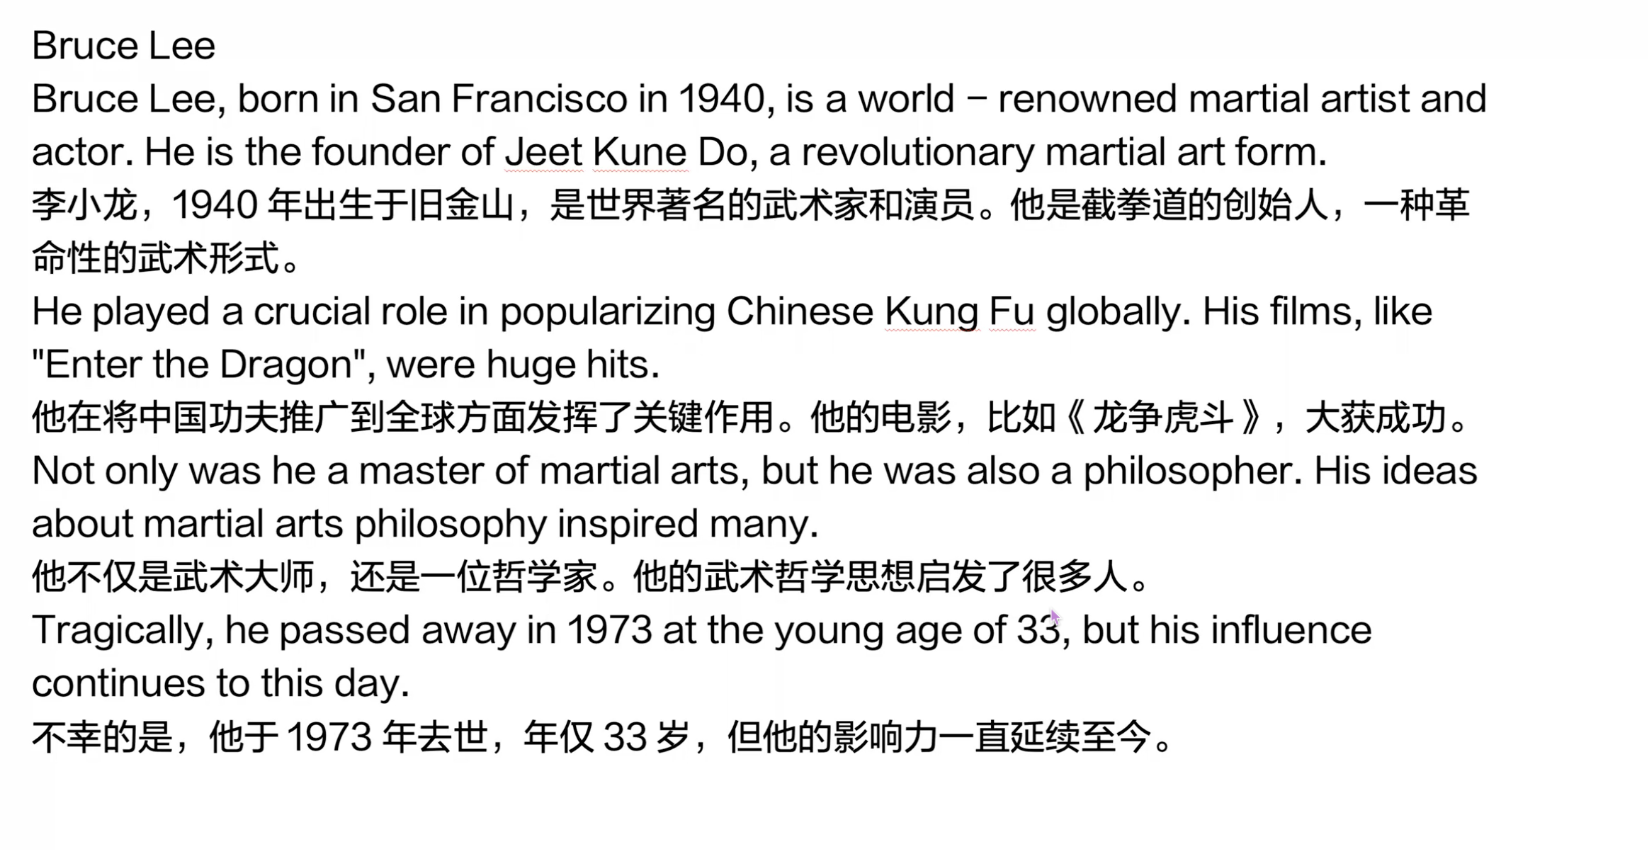 Bruce Lee
Bruce Lee, born in San Francisco in 1940, is a world – renowned martial artist and
actor. He is the founder of Jeet Kune Do, a revolutionary martial art form.
李小龙，1940 年出生于旧金山，是世界著名的武术家和演员。他是截拳道的创始人，一种革
命性的武术形式。
He played a crucial role in popularizing Chinese Kung Fu globally. His films, like
"Enter the Dragon", were huge hits.
他在将中国功夫推广到全球方面发挥了关键作用。他的电影，比如《龙争虎斗》，大获成功。
Not only was he a master of martial arts, but he was also a philosopher. His ideas
about martial arts philosophy inspired many.
他不仅是武术大师，还是一位哲学家。他的武术哲学思想启发了很多人。
Tragically, he passed away in 1973 at the young age of 33, but his influence
continues to this day.
不幸的是，他于 1973 年去世，年仅 33 岁，但他的影响力一直延续至今。